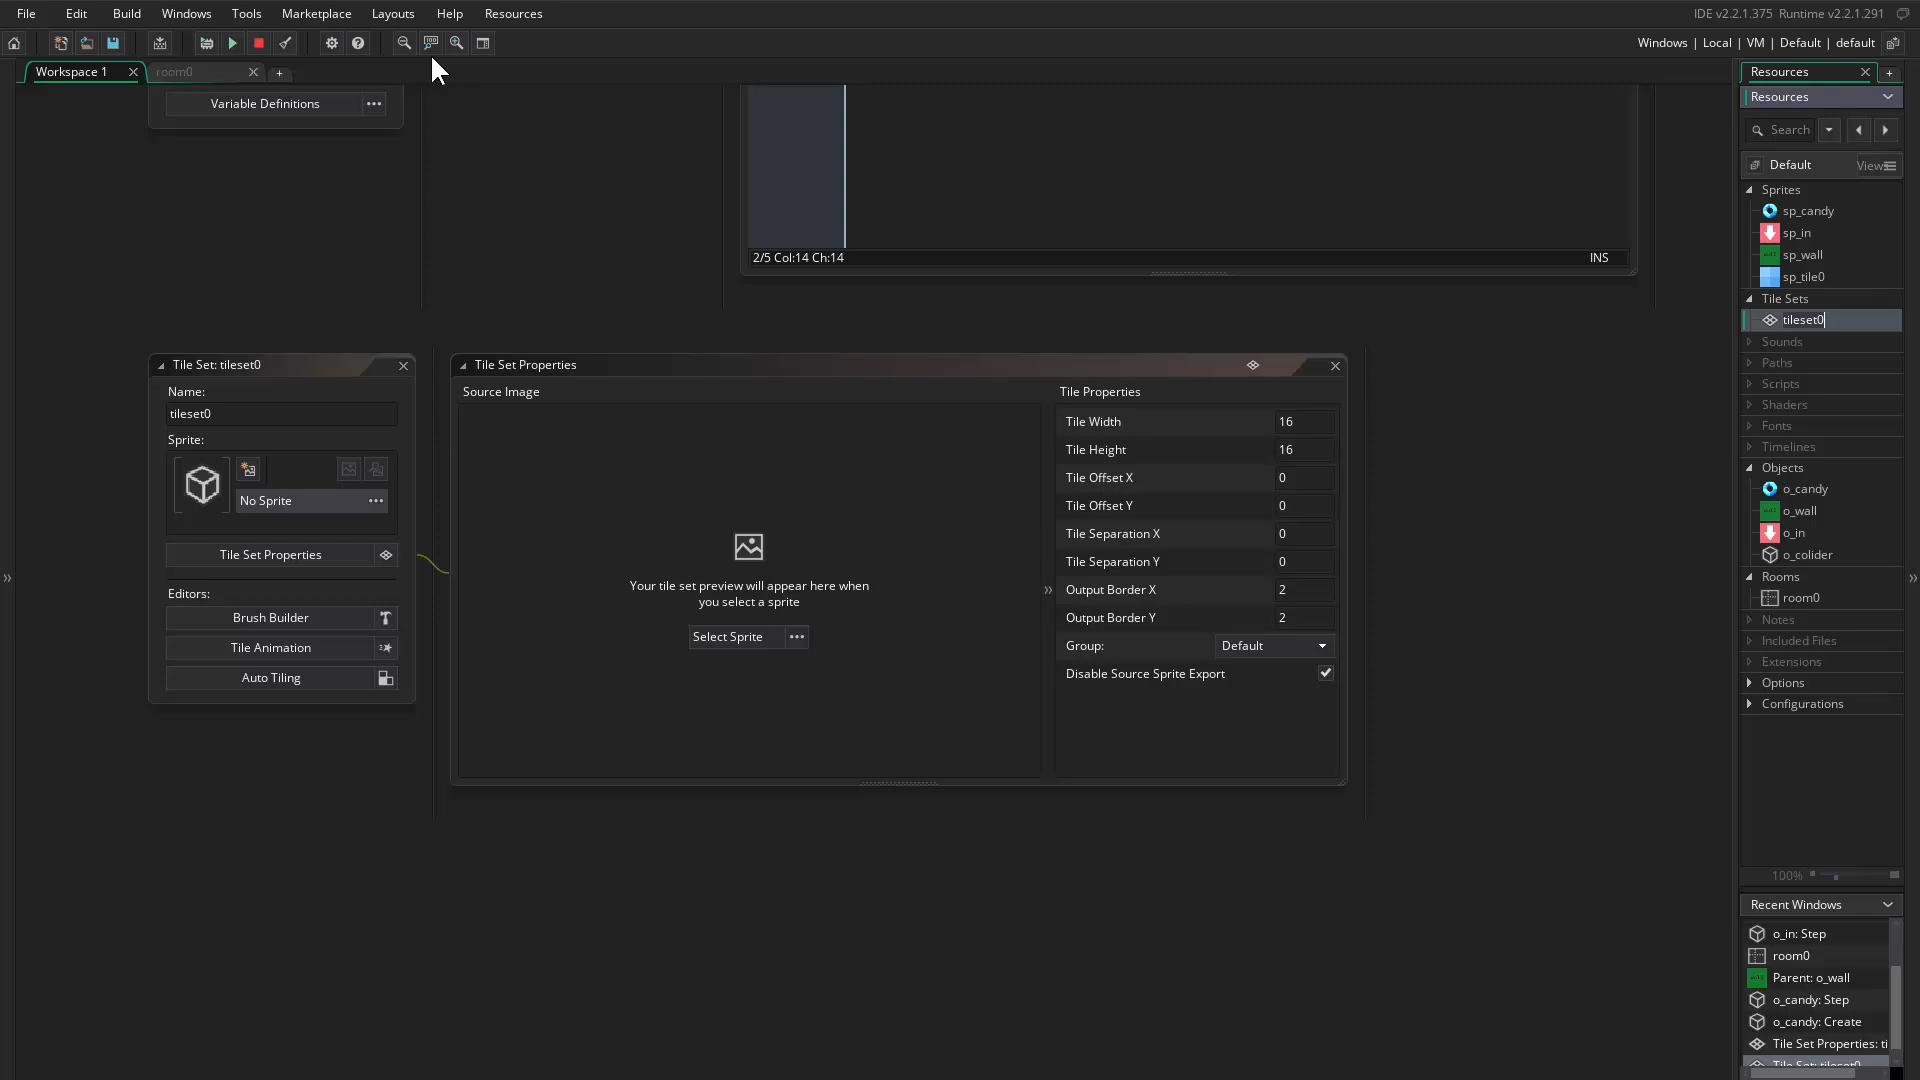 File Edit Build Windows Tools Marketplace Layouts Help Resources
IDE v2.2.1.375 Runtime v2.2.1.291
Windows | Local | VM | Default | default
Workspace 1
room0
+
Resources
+
Resources
Search
Default
View
Sprites
sp_candy
sp_in
sp_wall
sp_tile0
Tile Sets
tileset0
Sounds
Paths
Scripts
Shaders
Fonts
Timelines
Objects
o_candy
o_wall
o_in
o_colider
Rooms
room0
Notes
Included Files
Extensions
Options
Configurations
100%
Recent Windows
o_in: Step
room0
Parent: o_wall
o_candy: Step
o_candy: Create
Tile Set Properties: ti
Tile Set: tileset0
Variable Definitions
2/5 Col:14 Ch:14
INS
Tile Set: tileset0
Name:
tileset0
Sprite:
No Sprite
Tile Set Properties
Editors:
Brush Builder
Tile Animation
Auto Tiling
Tile Set Properties
Source Image
Your tile set preview will appear here when
you select a sprite
Select Sprite
Tile Properties
Tile Width 16
Tile Height 16
Tile Offset X 0
Tile Offset Y 0
Tile Separation X 0
Tile Separation Y 0
Output Border X 2
Output Border Y 2
Group: Default
Disable Source Sprite Export